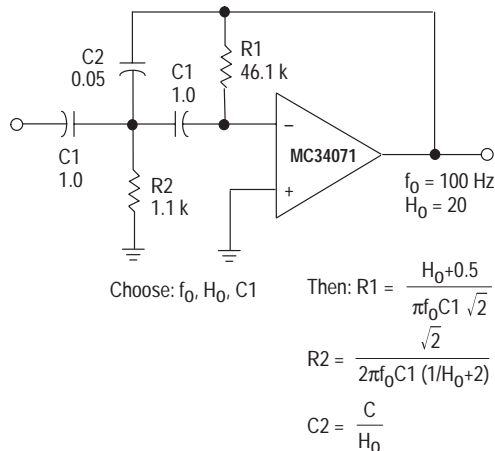 C2
0.05
R1
46.1 k
C1
1.0
C1
1.0
R2
1.1 k
–
+
MC34071
f0 = 100 Hz
H0 = 20
Choose: f0, H0, C1
Then: R1 = H0+0.5 / πf0C1 √2
R2 = √2 / 2πf0C1 (1/H0+2)
C2 = C / H0